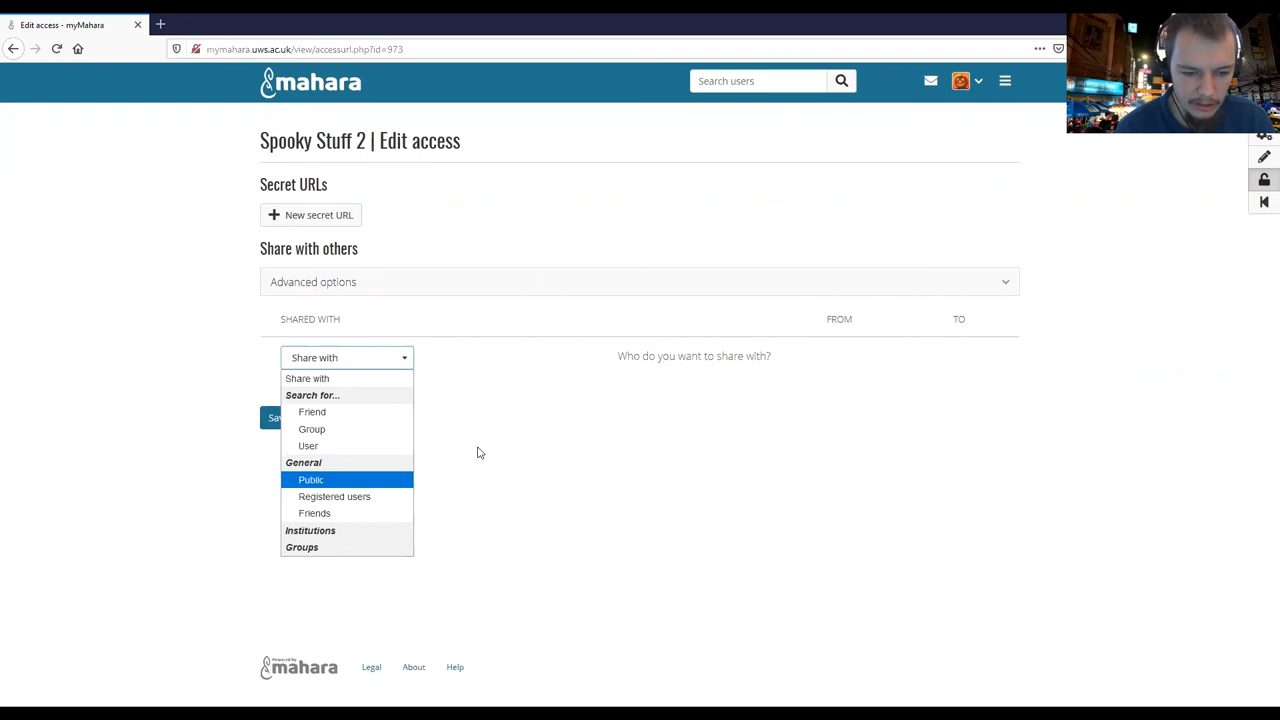 Edit access - myMahara
mymahara.uws.ac.uk/view/accessurl.php?id=973
mahara
Search users
Spooky Stuff 2 | Edit access
Secret URLs
New secret URL
Share with others
Advanced options
SHARED WITH FROM TO
Share with
Who do you want to share with?
Share with
Search for...
Friend
Sav
Group
User
General
Public
Registered users
Friends
Institutions
Groups
Powered by
mahara
Legal About Help